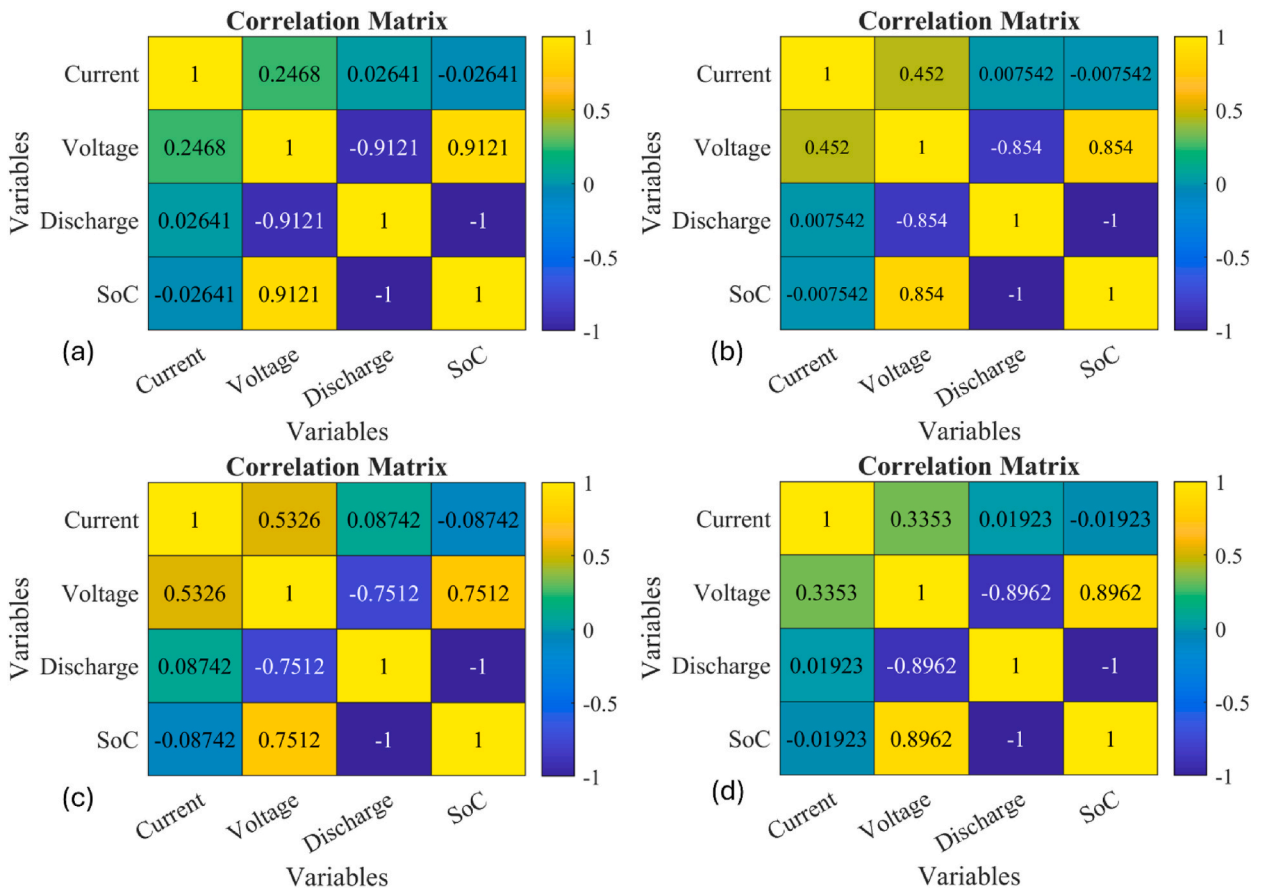 Correlation Matrix
Variables
Current 1 0.2468 0.02641 -0.02641
Voltage 0.2468 1 -0.9121 0.9121
Discharge 0.02641 -0.9121 1 -1
SoC -0.02641 0.9121 -1 1
1
0.5
0
-0.5
-1
(a)
Current Voltage Discharge SoC
Variables
Correlation Matrix
Variables
Current 1 0.452 0.007542 -0.007542
Voltage 0.452 1 -0.854 0.854
Discharge 0.007542 -0.854 1 -1
SoC -0.007542 0.854 -1 1
1
0.5
0
-0.5
-1
(b)
Current Voltage Discharge SoC
Variables
Correlation Matrix
Variables
Current 1 0.5326 0.08742 -0.08742
Voltage 0.5326 1 -0.7512 0.7512
Discharge 0.08742 -0.7512 1 -1
SoC -0.08742 0.7512 -1 1
1
0.5
0
-0.5
-1
(c)
Current Voltage Discharge SoC
Variables
Correlation Matrix
Variables
Current 1 0.3353 0.01923 -0.01923
Voltage 0.3353 1 -0.8962 0.8962
Discharge 0.01923 -0.8962 1 -1
SoC -0.01923 0.8962 -1 1
1
0.5
0
-0.5
-1
(d)
Current Voltage Discharge SoC
Variables